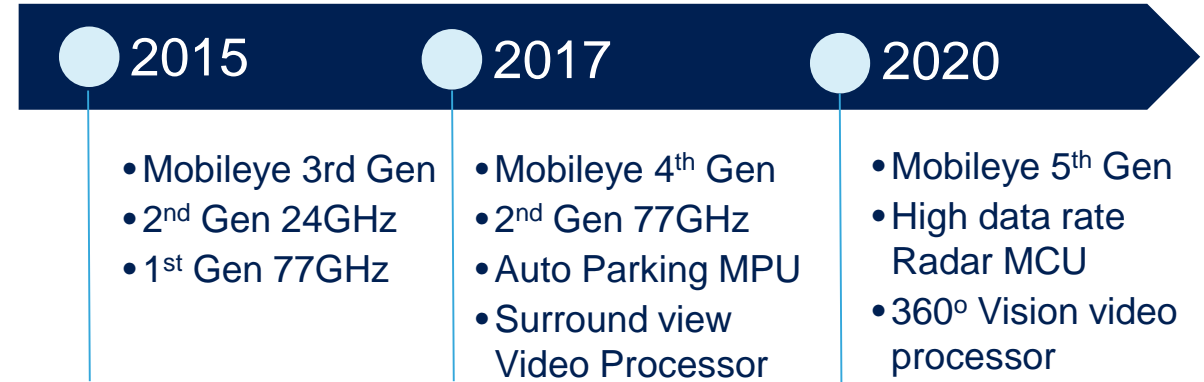 2015
2017
2020
•Mobileye 3rd Gen
•2nd Gen 24GHz
•1st Gen 77GHz
•Mobileye 4th Gen
•2nd Gen 77GHz
•Auto Parking MPU
•Surround view
Video Processor
•Mobileye 5th Gen
•High data rate
Radar MCU
•360º Vision video
processor